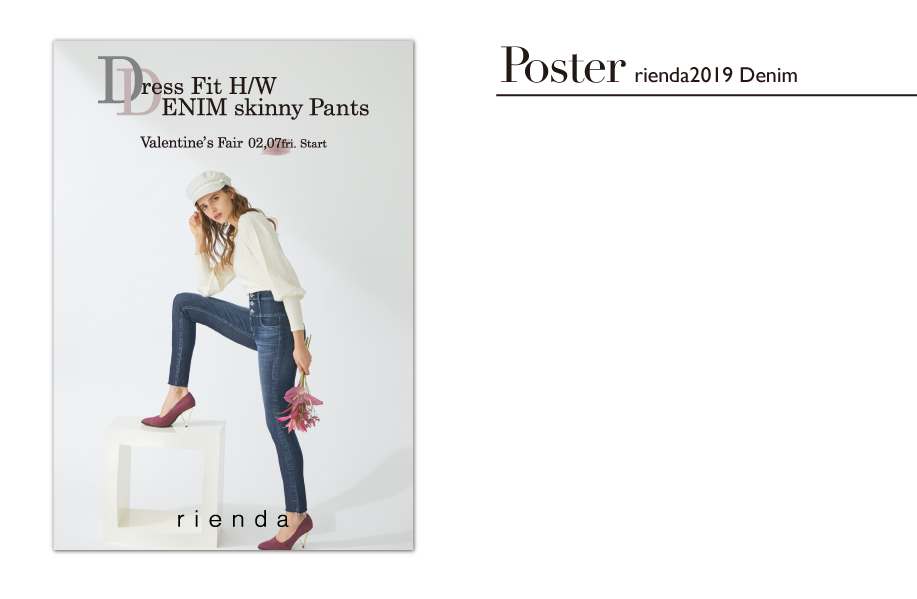 Dress Fit H/W
DENIM skinny Pants
Valentine's Fair 02,07fri. Start
rienda
Poster rienda2019 Denim